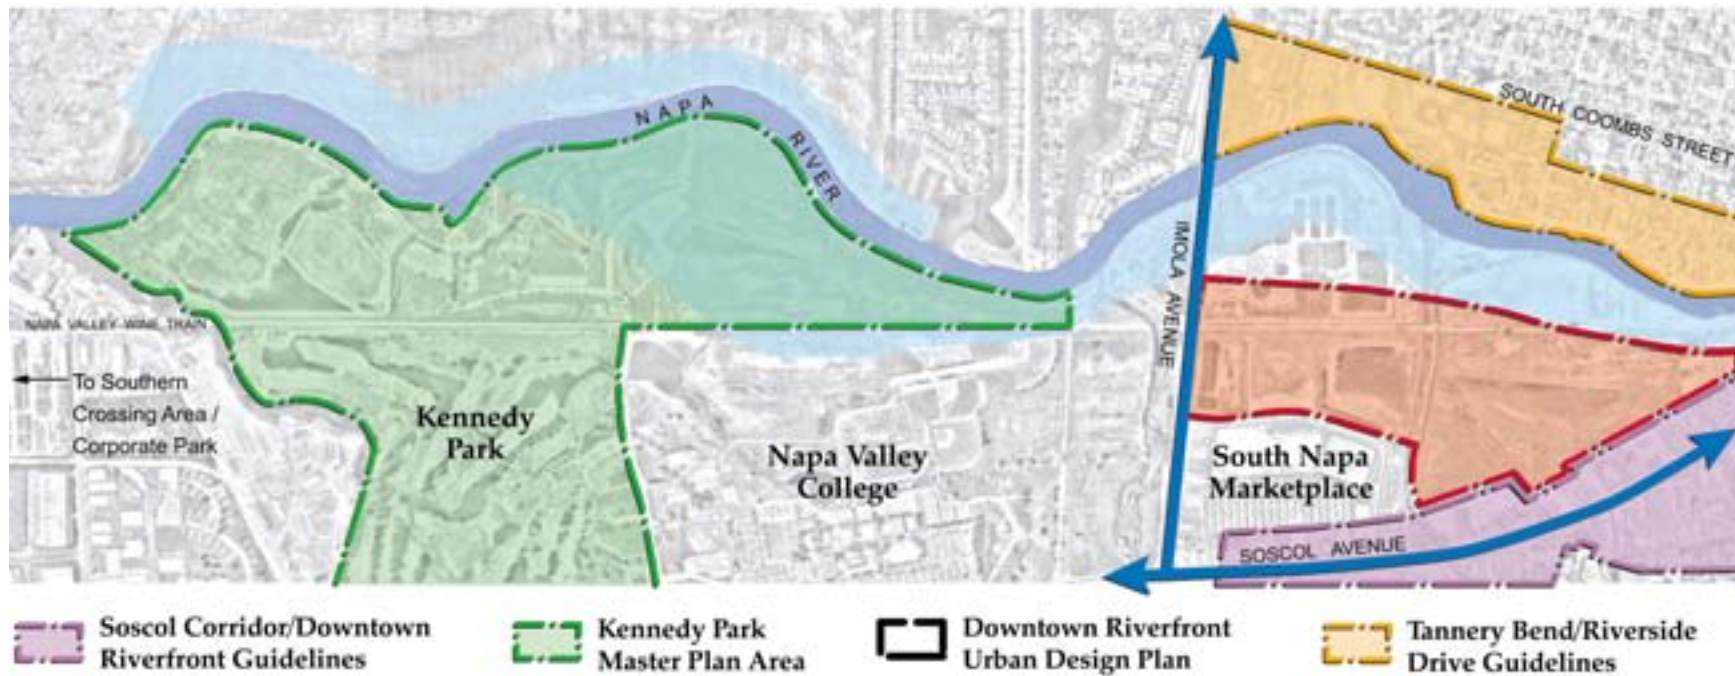 NAPA
RIVER
SOUTH COOMBS STREET
IMOLA AVENUE
NAPA VALLEY WINE TRAIN
To Southern
Crossing Area /
Corporate Park
Kennedy
Park
Napa Valley
College
South Napa
Marketplace
SOSCOL AVENUE
Soscol Corridor/Downtown
Riverfront Guidelines
Kennedy Park
Master Plan Area
Downtown Riverfront
Urban Design Plan
Tannery Bend/Riverside
Drive Guidelines